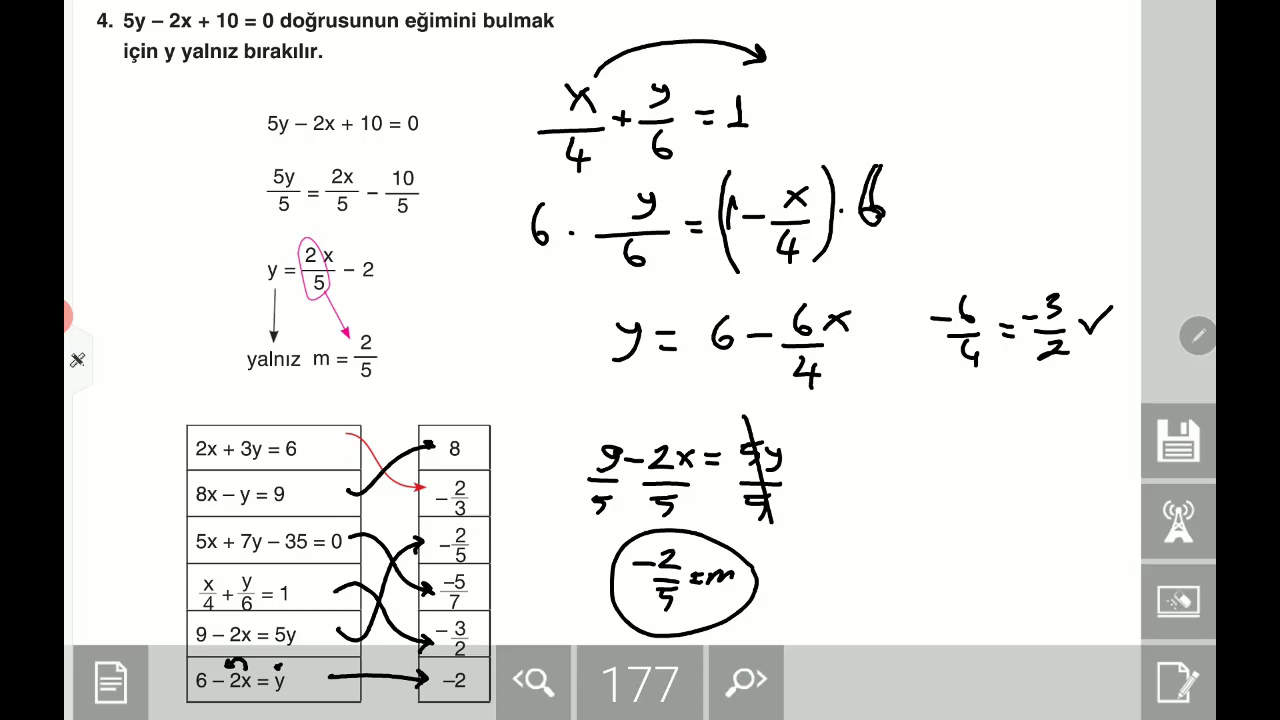 4. 5y – 2x + 10 = 0 doğrusunun eğimini bulmak
için y yalnız bırakılır.
5y – 2x + 10 = 0
5y/5 = 2x/5 – 10/5
y = 2x/5 – 2
yalnız m = 2/5
x/4 + y/6 = 1
6 · y/6 = (1 – x/4) · 6
y = 6 – 6x/4
–6/4 = –3/2 ✓
9/5 – 2x/5 = 5y/5
–2/5 = m
2x + 3y = 6
8x – y = 9
5x + 7y – 35 = 0
x/4 + y/6 = 1
9 – 2x = 5y
6 – 2x = y
8
–2/3
–2/5
–5/7
–3/2
–2
177